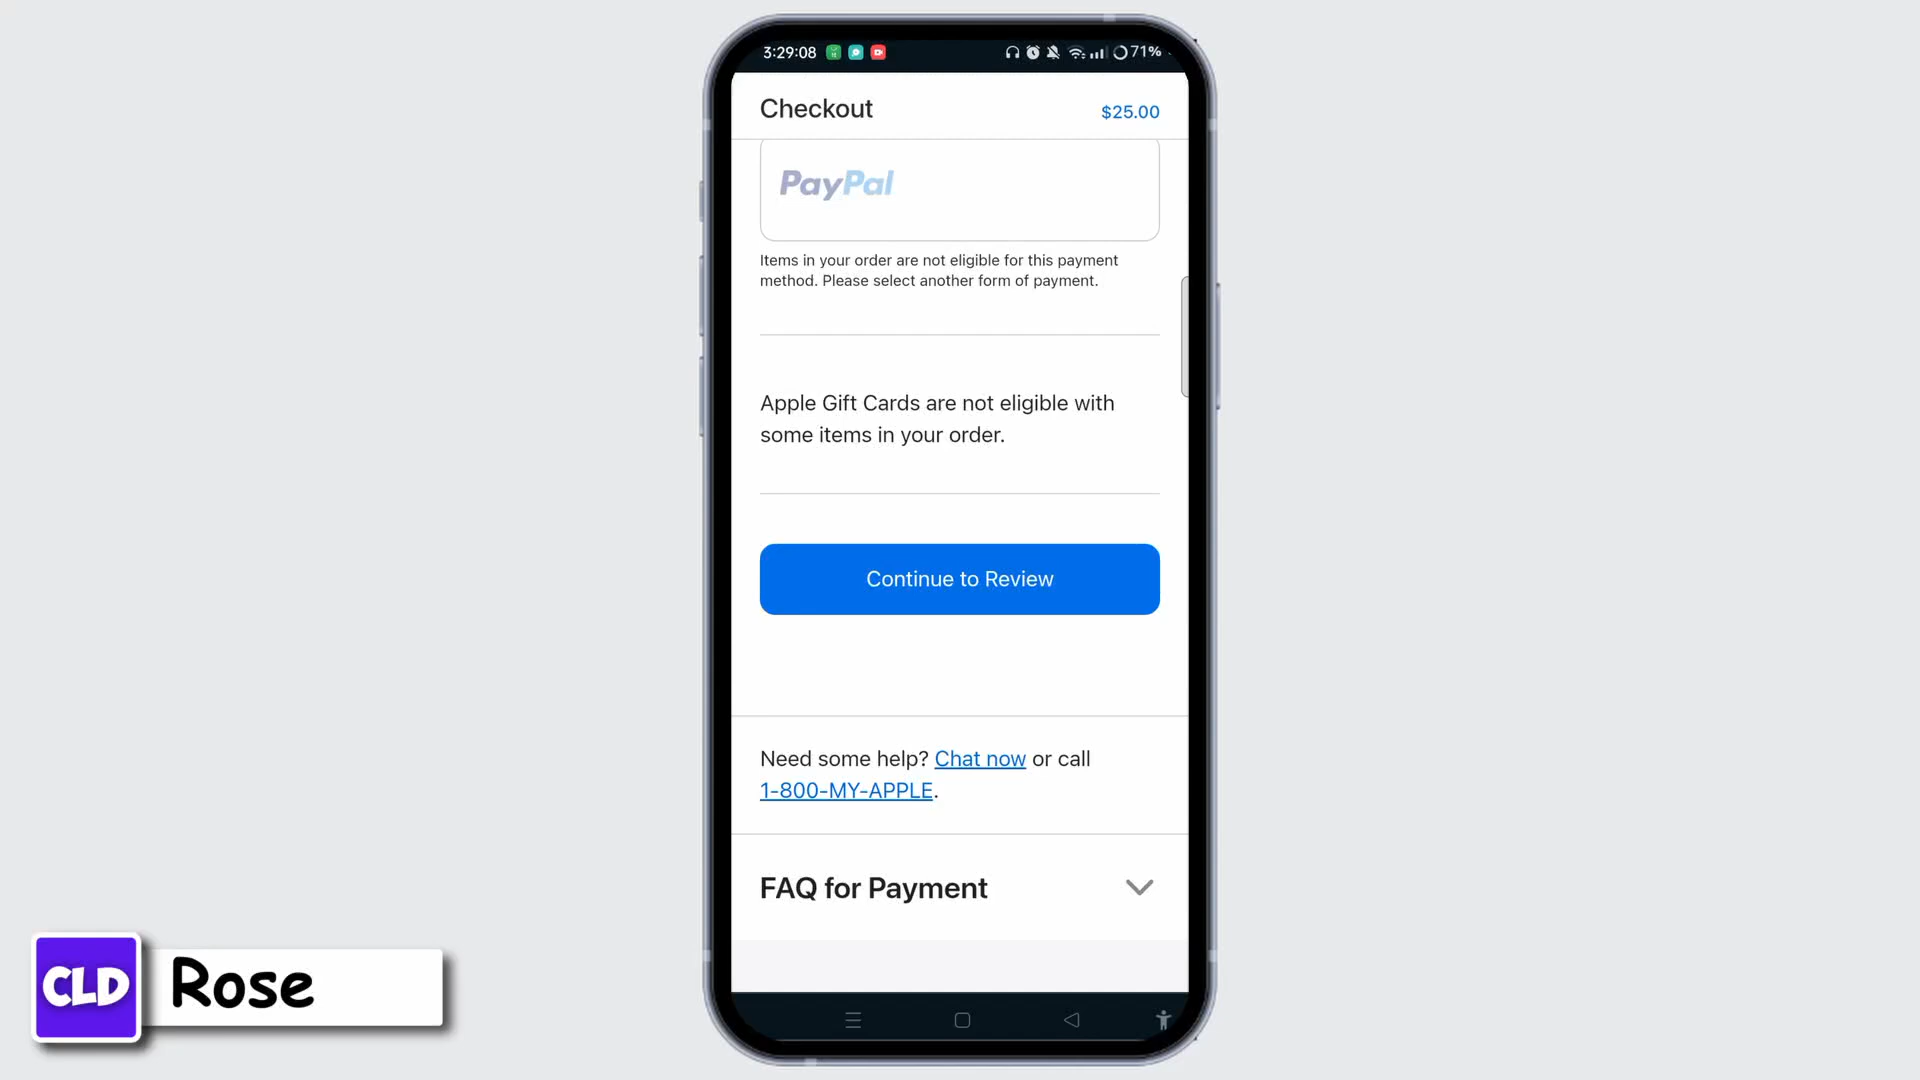 3:29:08
71%
Checkout
$25.00
PayPal
Items in your order are not eligible for this payment
method. Please select another form of payment.
Apple Gift Cards are not eligible with
some items in your order.
Continue to Review
Need some help? Chat now or call
1-800-MY-APPLE.
FAQ for Payment
CLD
Rose